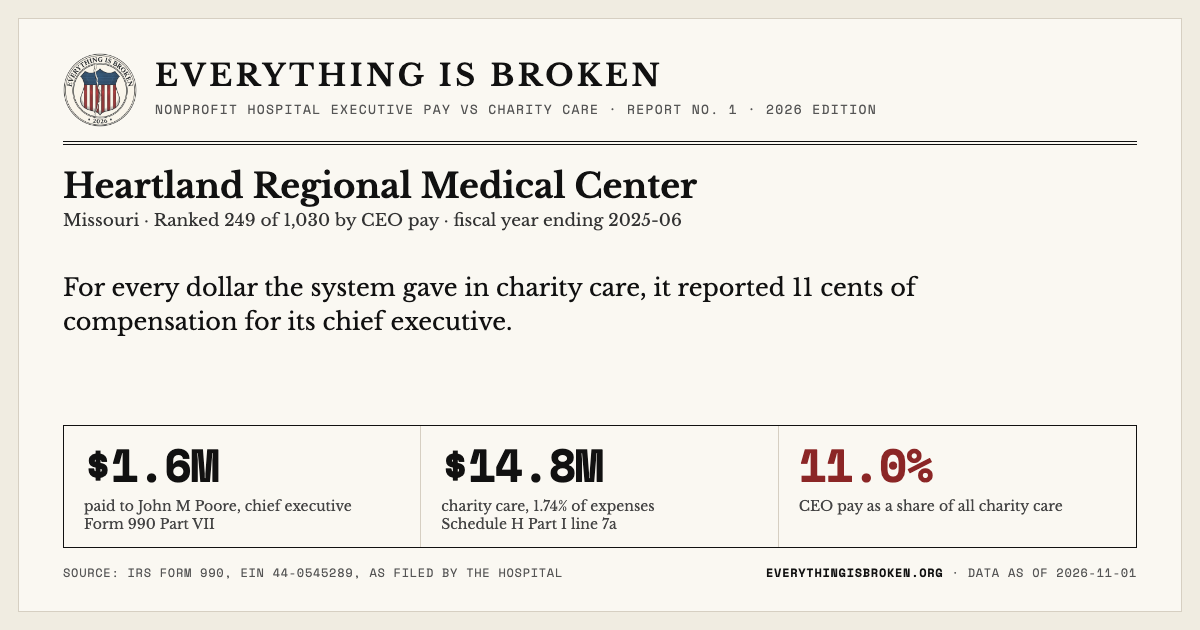 EVERYTHING IS BROKEN
2026
EVERYTHING IS BROKEN
NONPROFIT HOSPITAL EXECUTIVE PAY VS CHARITY CARE · REPORT NO. 1 · 2026 EDITION
Heartland Regional Medical Center
Missouri · Ranked 249 of 1,030 by CEO pay · fiscal year ending 2025-06
For every dollar the system gave in charity care, it reported 11 cents of
compensation for its chief executive.
$1.6M
paid to John M Poore, chief executive
Form 990 Part VII
$14.8M
charity care, 1.74% of expenses
Schedule H Part I line 7a
11.0%
CEO pay as a share of all charity care
SOURCE: IRS FORM 990, EIN 44-0545289, AS FILED BY THE HOSPITAL
EVERYTHINGISBROKEN.ORG · DATA AS OF 2026-11-01